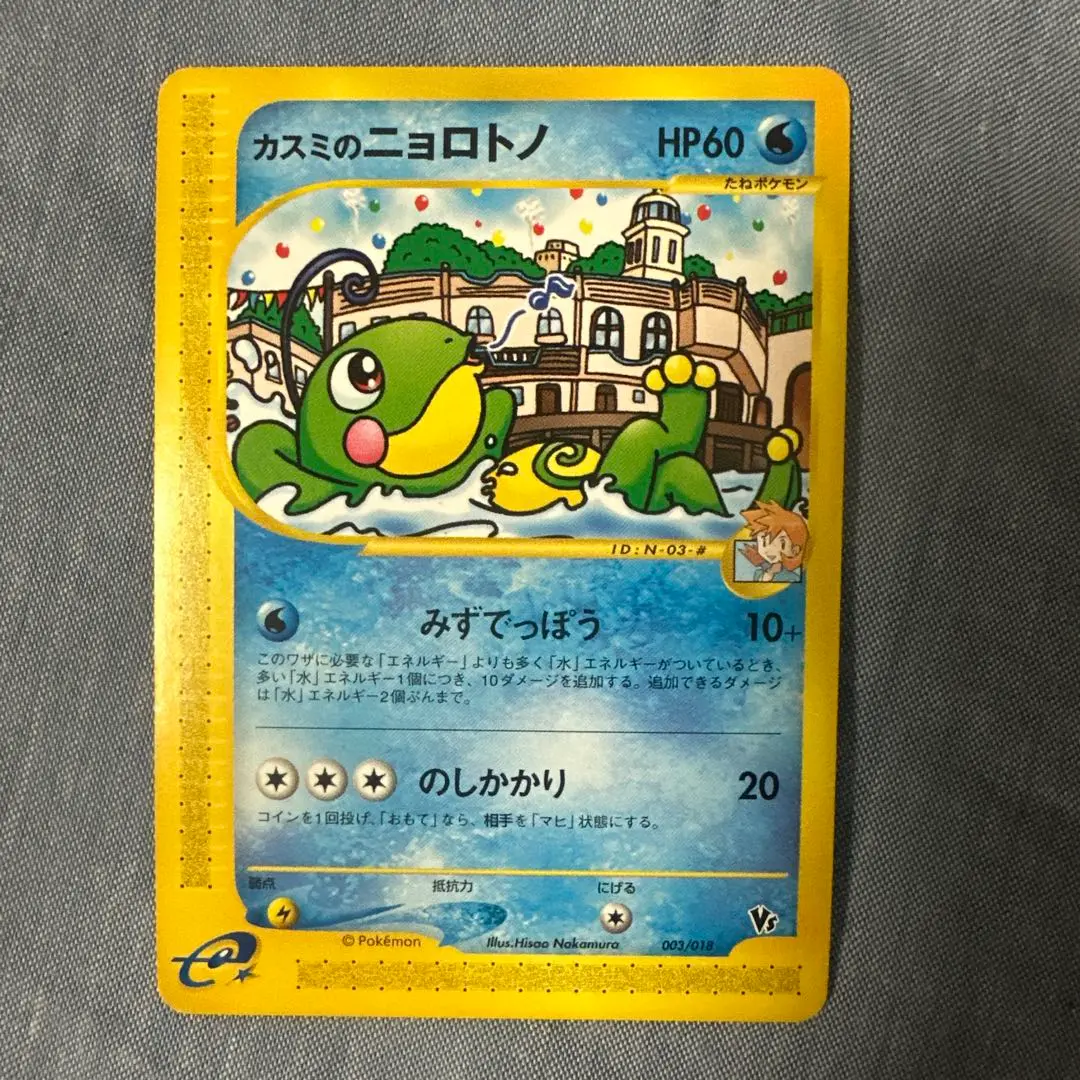 カスミのニョロトノ HP60
たねポケモン
ID:N-03-#
みずでっぽう 10+
このワザに必要な「エネルギー」よりも多く「水」エネルギーがついているとき、
多い「水」エネルギー1個につき、10ダメージを追加する。追加できるダメージ
は「水」エネルギー2個ぶんまで。
のしかかり 20
コインを1回投げ、「おもて」なら、相手を「マヒ」状態にする。
弱点 抵抗力 にげる
Vs
© Pokémon Illus.Hisao Nakamura 003/018
e